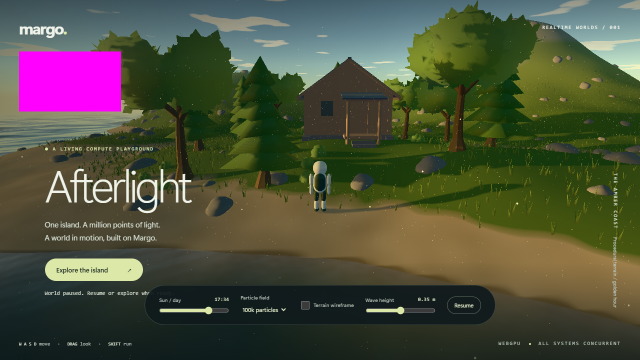 margo.
REALTIME WORLDS / 001
A LIVING COMPUTE PLAYGROUND
Afterlight
One island. A million points of light.
A world in motion, built on Margo.
Explore the island ↗
World paused. Resume or explore
Sun / day 17:34
Particle field
100k particles
Terrain wireframe
Wave height 0.35 m
Resume
THE AMBER COAST
W A S D move · DRAG look · SHIFT run
WEBGPU ALL SYSTEMS CONCURRENT